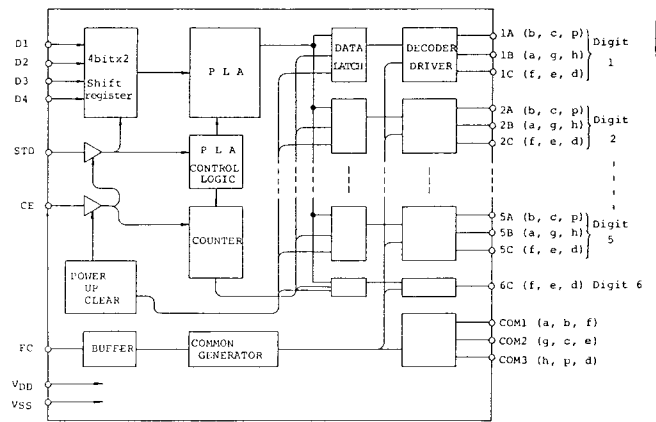 D1
D2
D3
D4
4bitx2
Shift
register
P L A
DATA
LATCH
DECODER
DRIVER
1A (b, c, p)
1B (a, g, h)
1C (f, e, d)
Digit
1
2A (b, c, p)
2B (a, g, h)
2C (f, e, d)
Digit
2
STD
P L A
CONTROL
LOGIC
CE
COUNTER
5A (b, c, p)
5B (a, g, h)
5C (f, e, d)
Digit
5
POWER
UP
CLEAR
6C (f, e, d) Digit 6
FC
BUFFER
COMMON
GENERATOR
COM1 (a, b, f)
COM2 (g, c, e)
COM3 (h, p, d)
VDD
VSS